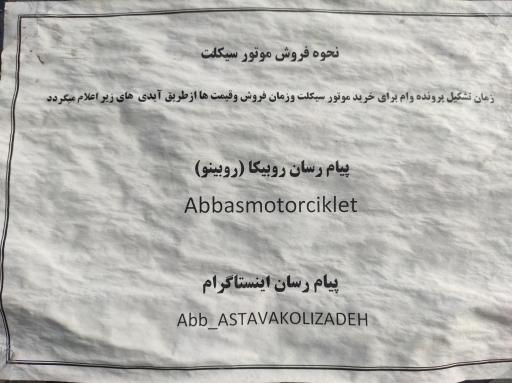 نحوه فروش موتور سیکلت
زمان تشکیل پرونده وام برای خرید موتور سیکلت وزمان فروش وقیمت ها ازطریق آیدی های زیر اعلام میگردد
پیام رسان روبیکا (روبینو)
Abbasmotorciklet
پیام رسان اینستاگرام
Abb_ASTAVAKOLIZADEH